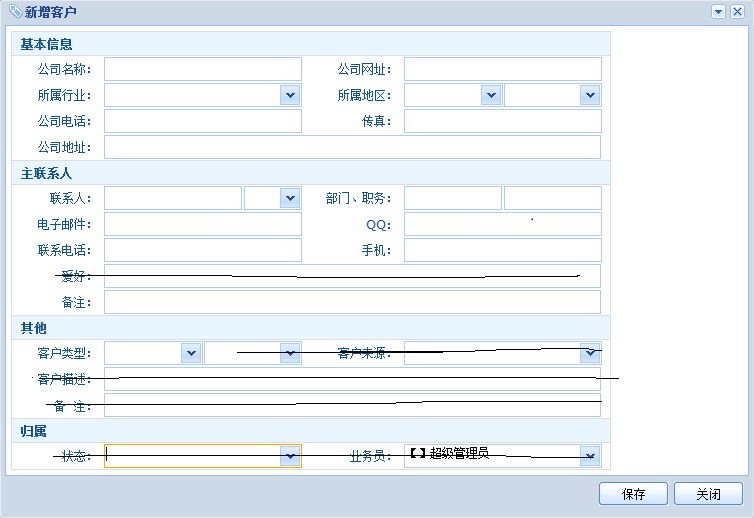 新增客户
基本信息
公司名称： 公司网址：
所属行业： 所属地区：
公司电话： 传真：
公司地址：
主联系人
联系人： 部门、职务：
电子邮件： QQ：
联系电话： 手机：
爱好：
备注：
其他
客户类型： 客户来源：
客户描述：
备 注：
归属
状态： 业务员： 【】超级管理员
保存 关闭